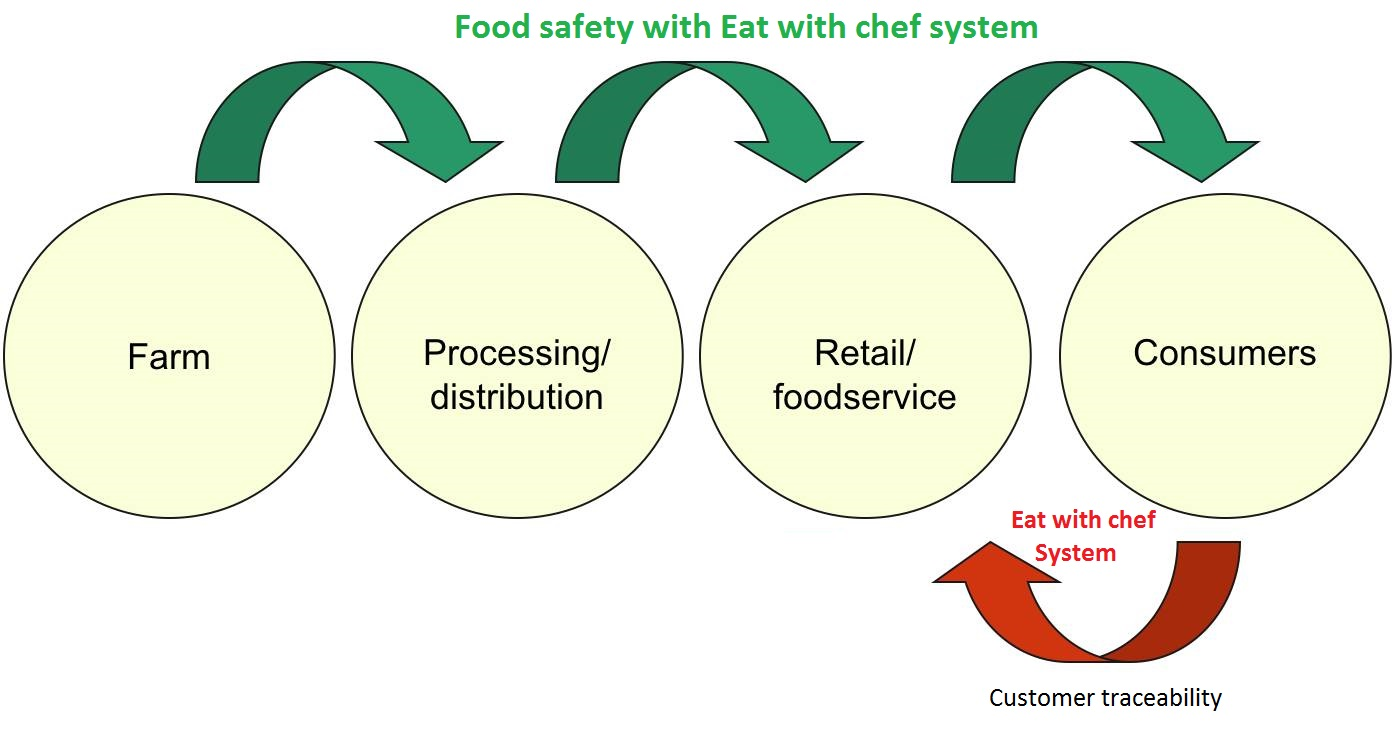 Food safety with Eat with chef system
Farm
Processing/
distribution
Retail/
foodservice
Consumers
Eat with chef
System
Customer traceability